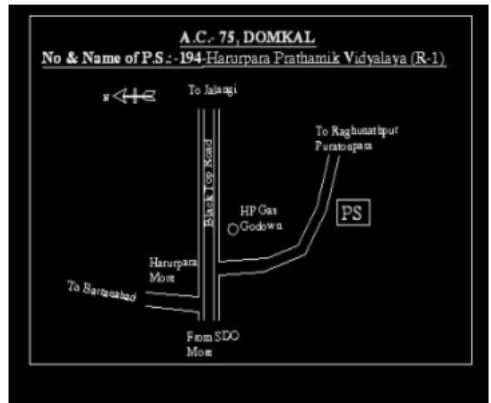 A.C.- 75, DOMKAL
No & Name of P.S.:-194-Harurpara Prathamik Vidyalaya (R-1)
N
To Jalangi
To Raghunathpur
Puratonpara
Black Top Road
HP Gas
Godown
PS
Harurpara
More
To Bartanabad
From SDO
More